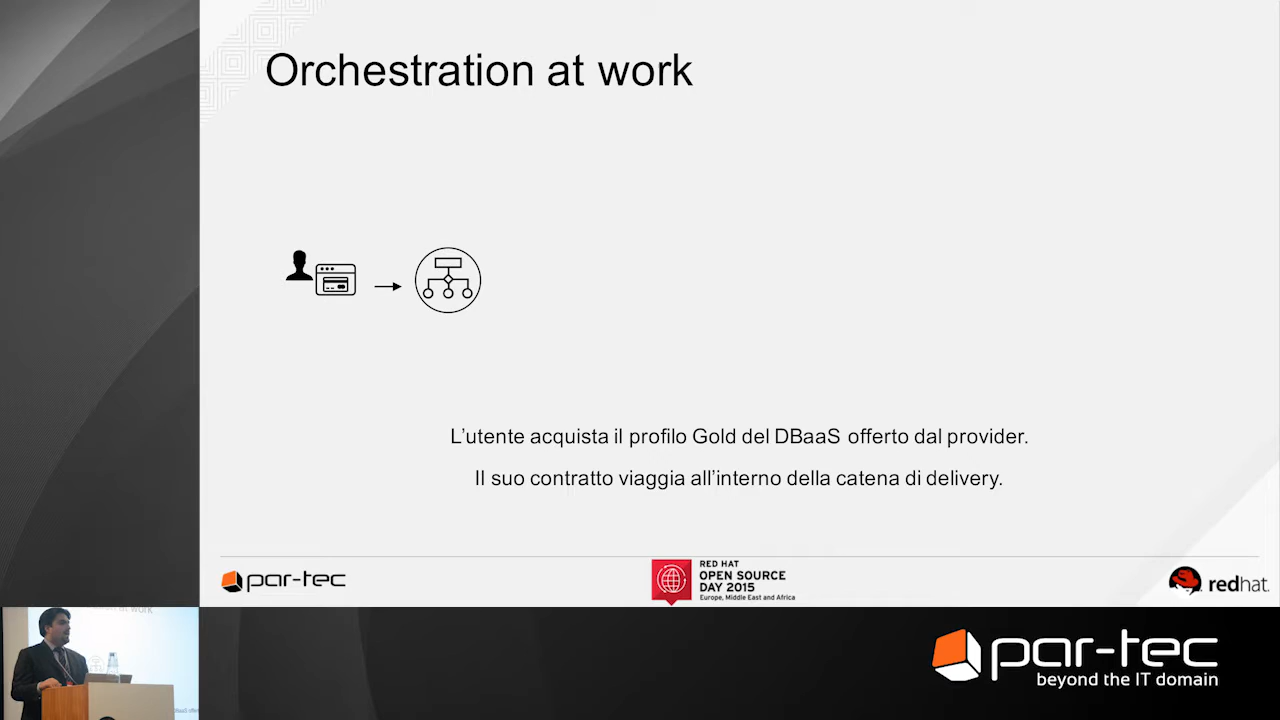 Orchestration at work
L’utente acquista il profilo Gold del DBaaS offerto dal provider.
Il suo contratto viaggia all’interno della catena di delivery.
par-tec
RED HAT
OPEN SOURCE
DAY 2015
Europe, Middle East and Africa
redhat.
at work
par-tec
beyond the IT domain